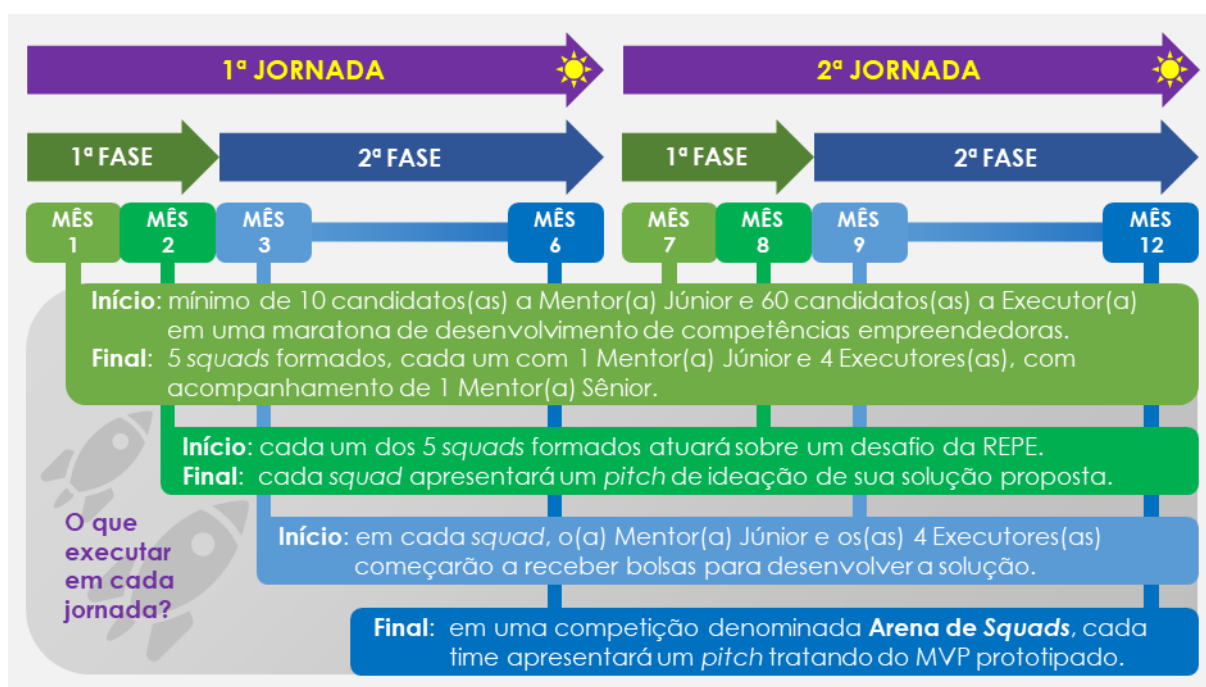 1ª JORNADA
2ª JORNADA
1ª FASE
2ª FASE
1ª FASE
2ª FASE
MÊS
1
MÊS
2
MÊS
3
MÊS
6
MÊS
7
MÊS
8
MÊS
9
MÊS
12
Início: mínimo de 10 candidatos(as) a Mentor(a) Júnior e 60 candidatos(as) a Executor(a)
em uma maratona de desenvolvimento de competências empreendedoras.
Final: 5 squads formados, cada um com 1 Mentor(a) Júnior e 4 Executores(as), com
acompanhamento de 1 Mentor(a) Sênior.
Início: cada um dos 5 squads formados atuará sobre um desafio da REPE.
Final: cada squad apresentará um pitch de ideação de sua solução proposta.
O que
executar
em cada
jornada?
Início: em cada squad, o(a) Mentor(a) Júnior e os(as) 4 Executores(as)
começarão a receber bolsas para desenvolver a solução.
Final: em uma competição denominada Arena de Squads, cada
time apresentará um pitch tratando do MVP prototipado.